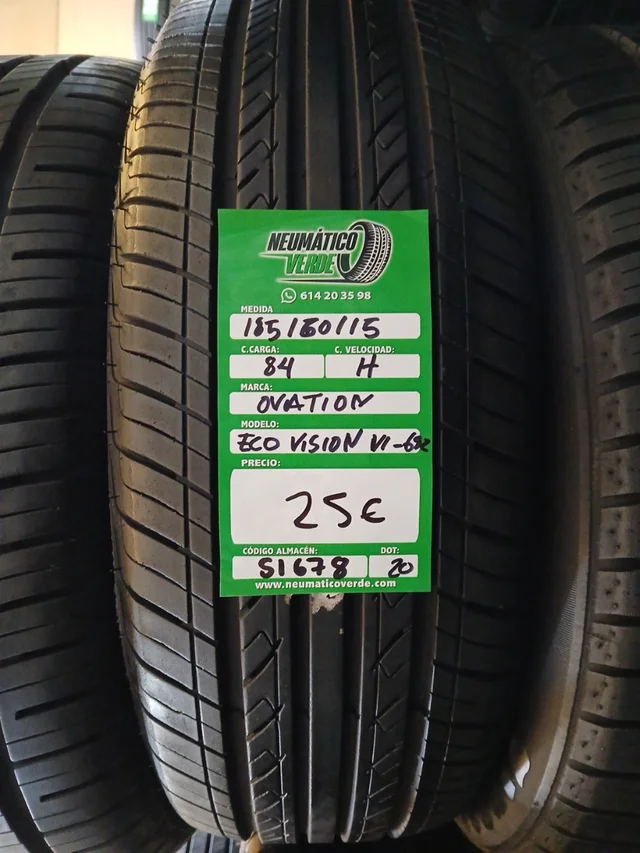 NEUMÁTICO
VERDE
614 20 35 98
MEDIDA
185/60/15
C.CARGA: C. VELOCIDAD:
84 H
MARCA:
OVATION
MODELO:
ECO VISION VI-682
PRECIO:
25€
CÓDIGO ALMACÉN: DOT:
S1678 20
www.neumaticoverde.com